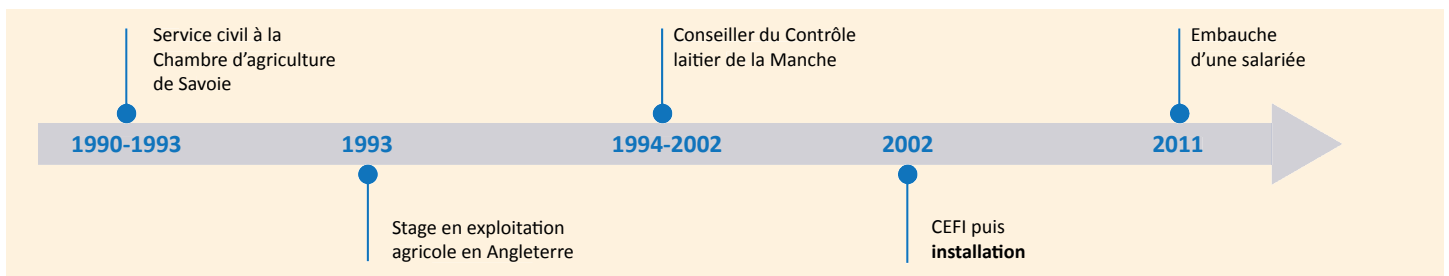 Service civil à la
Chambre d'agriculture
de Savoie
Conseiller du Contrôle
laitier de la Manche
Embauche
d'une salariée
1990-1993
1993
1994-2002
2002
2011
Stage en exploitation
agricole en Angleterre
CEFI puis
installation